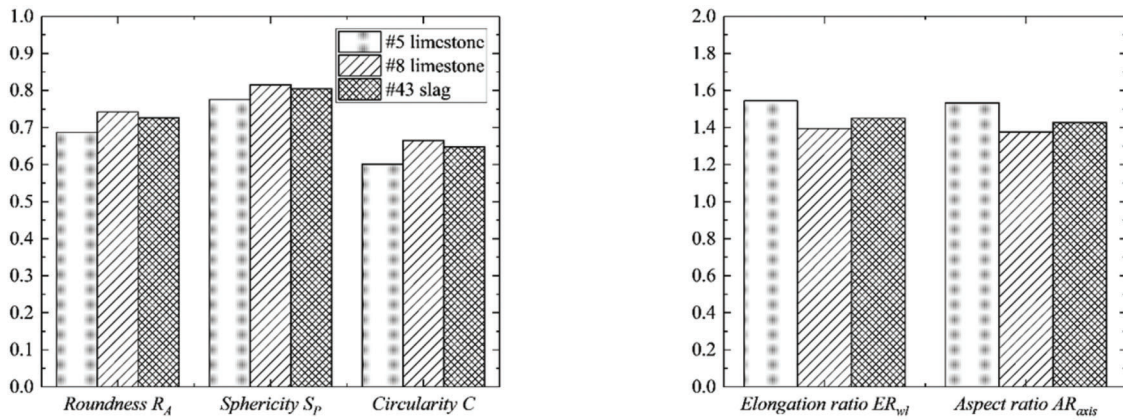 1.0
0.9
0.8
0.7
0.6
0.5
0.4
0.3
0.2
0.1
0.0
#5 limcstonc
#8 limestone
#43 slag
Roundness R_A
Sphericity S_P
Circularity C
2.0
1.8
1.6
1.4
1.2
1.0
0.8
0.6
0.4
0.2
0.0
Elongation ratio ER_wl
Aspect ratio AR_axis